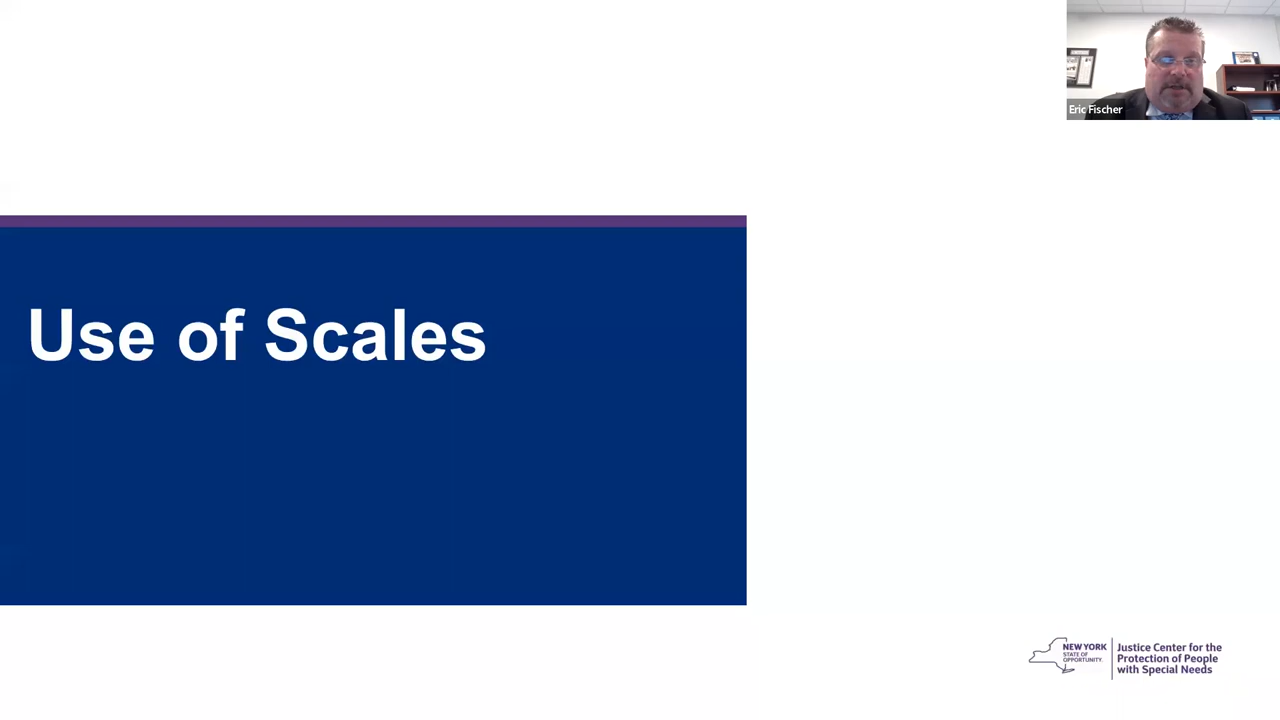 Eric Fischer
Use of Scales
NEW YORK
STATE OF
OPPORTUNITY.
Justice Center for the
Protection of People
with Special Needs